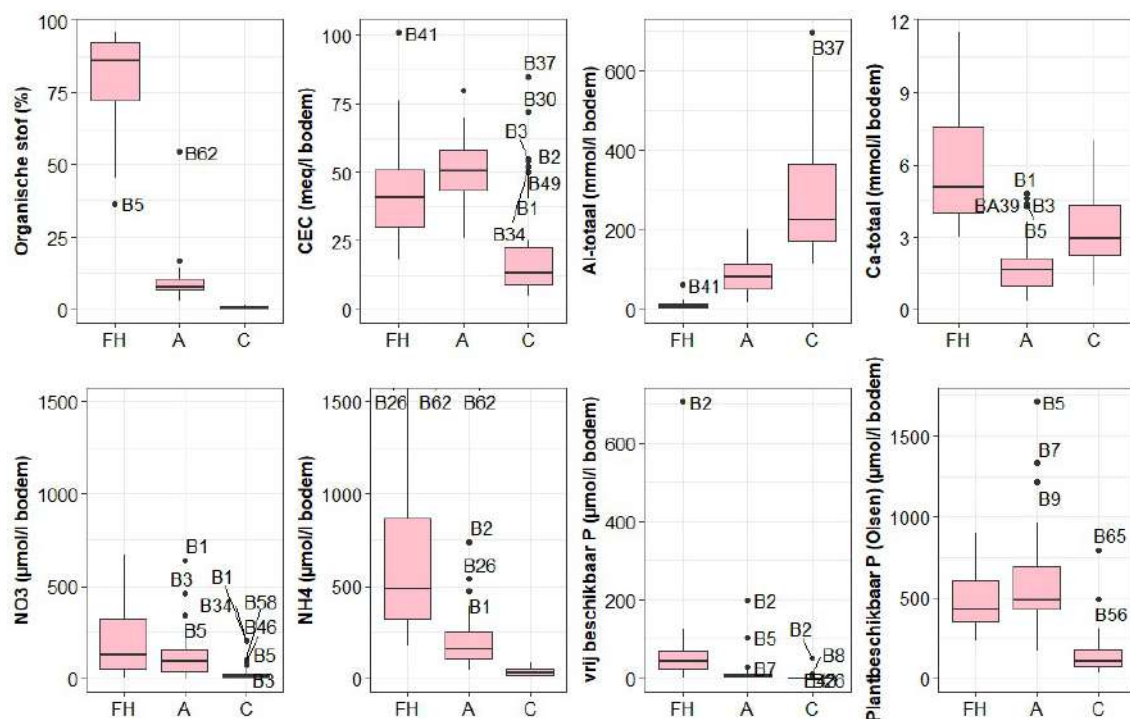 Organische stof (%)
100
75
50
25
0
B5
B62
FH A C
CEC (meq/l bodem)
100
75
50
25
0
B41
B37
B30
B3
B2
B49
B1
B34
FH A C
Al-totaal (mmol/l bodem)
600
400
200
0
B41
B37
FH A C
Ca-totaal (mmol/l bodem)
12
9
6
3
0
B1
BA39 B3
B5
FH A C
NO3 (µmol/l bodem)
1500
1000
500
0
B1
B3
B5
B1
B34
B58
B46
B5
B3
FH A C
NH4 (µmol/l bodem)
1500
1000
500
0
B26 B62 B62
B2
B26
B1
FH A C
vrij beschikbaar P (µmol/l bodem)
600
400
200
0
B2
B2
B5
B7
B2
B8
FH A C
Plantbeschikbaar P (Olsen) (µmol/l bodem)
1500
1000
500
0
B5
B7
B9
B65
B56
FH A C